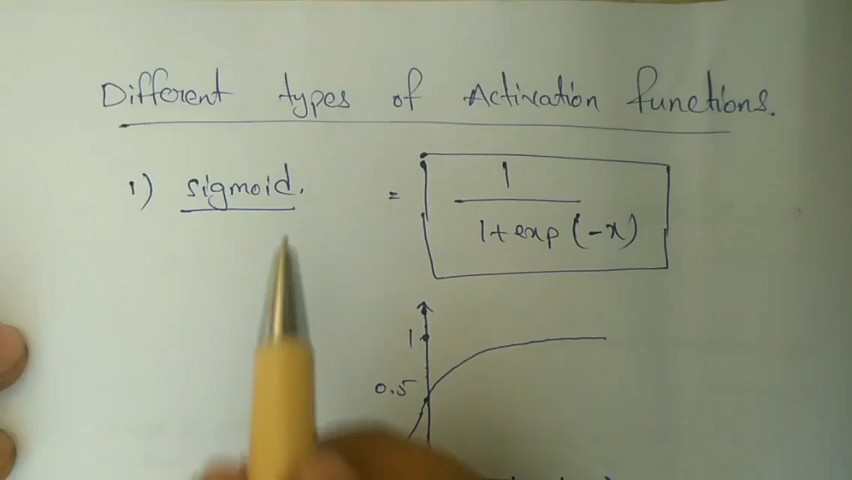 Different types of Activation functions.
1) sigmoid. = 1 / 1+exp(-x)
1
0.5